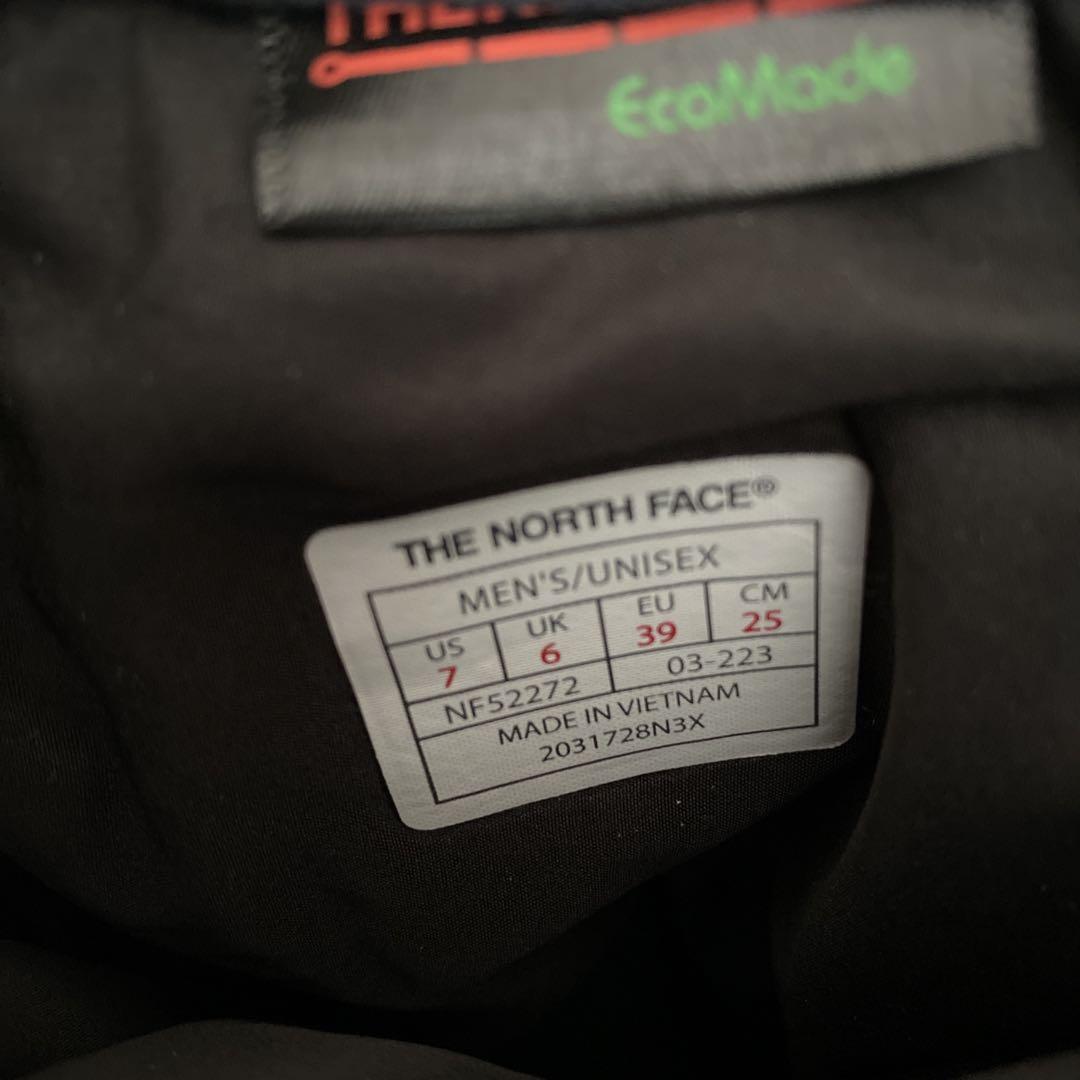 EcoMade
THE NORTH FACE®
MEN'S/UNISEX
US UK EU CM
7 6 39 25
NF52272 03-223
MADE IN VIETNAM
2031728N3X